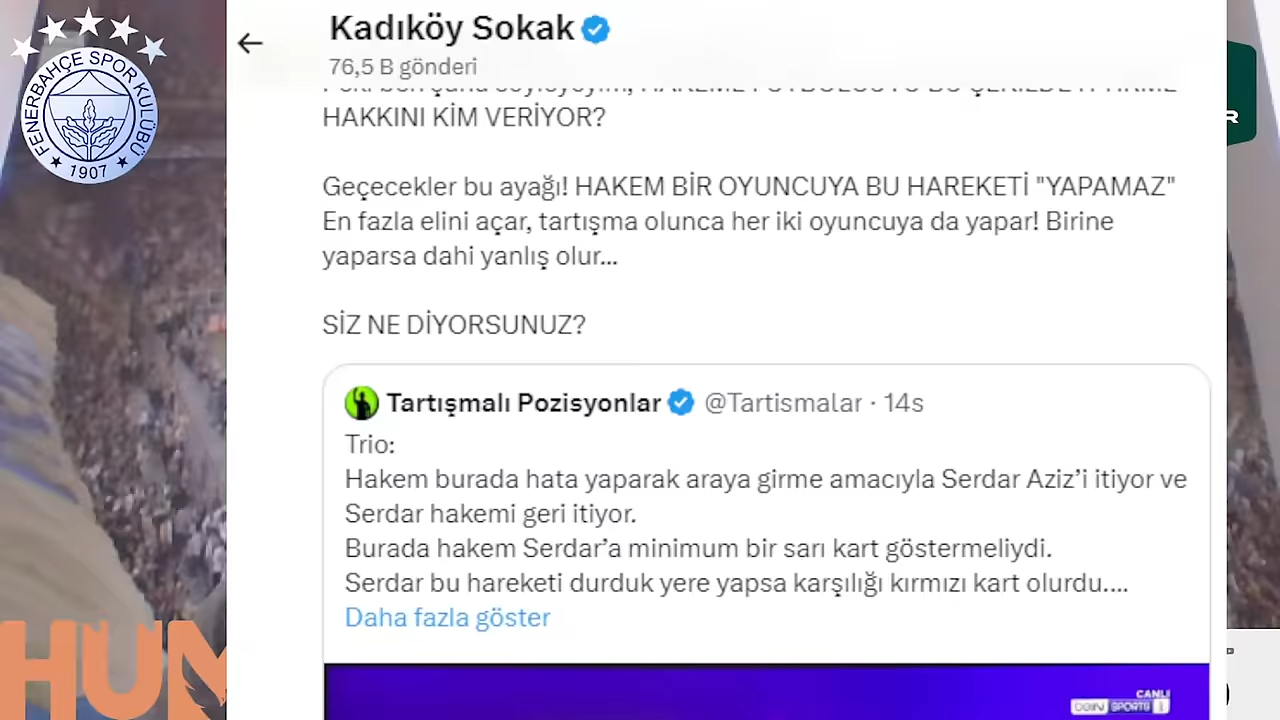 FENERBAHÇE SPOR KULÜBÜ
1907
Kadıköy Sokak
76,5 B gönderi
HAKKINI KİM VERİYOR?
Geçecekler bu ayağı! HAKEM BİR OYUNCUYA BU HAREKETİ "YAPAMAZ"
En fazla elini açar, tartışma olunca her iki oyuncuya da yapar! Birine
yaparsa dahi yanlış olur...
SİZ NE DİYORSUNUZ?
Tartışmalı Pozisyonlar @Tartismalar · 14s
Trio:
Hakem burada hata yaparak araya girme amacıyla Serdar Aziz’i itiyor ve
Serdar hakemi geri itiyor.
Burada hakem Serdar’a minimum bir sarı kart göstermeliydi.
Serdar bu hareketi durduk yere yapsa karşılığı kırmızı kart olurdu....
Daha fazla göster
CANLI
beIN SPORTS 1
HUM
R